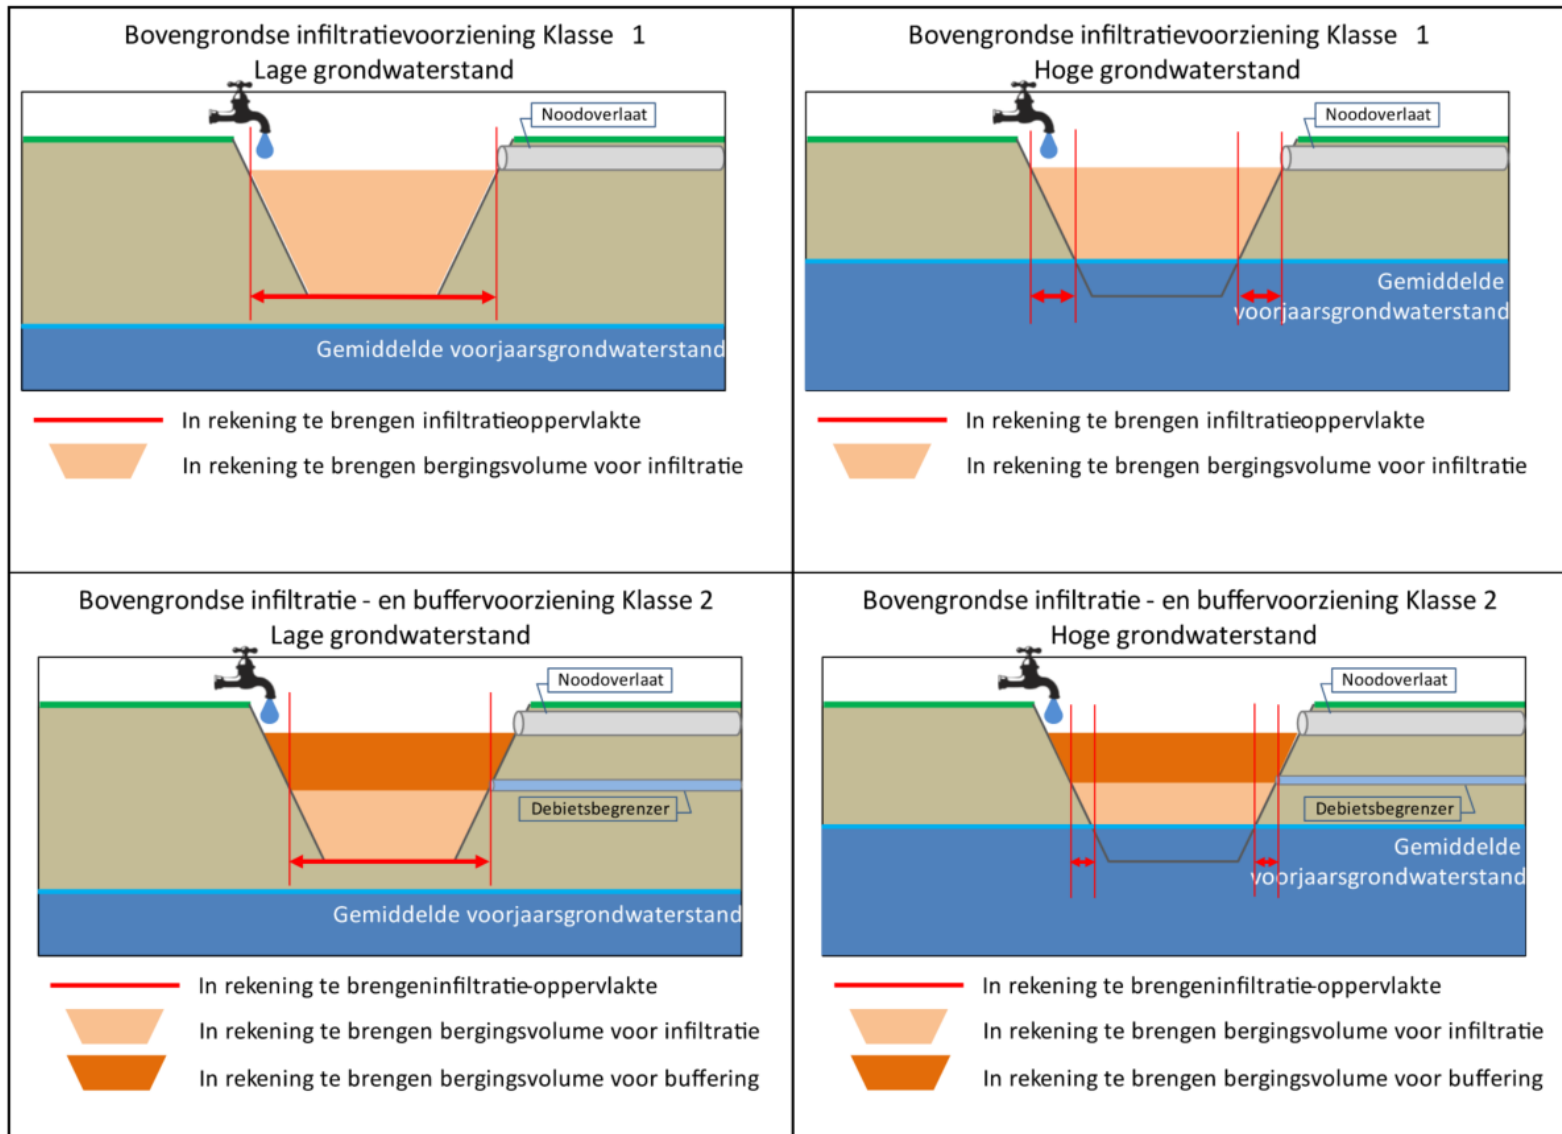 Bovengrondse infiltratievoorziening Klasse 1
Lage grondwaterstand
Noodoverlaat
Gemiddelde voorjaarsgrondwaterstand
In rekening te brengen infiltratieoppervlakte
In rekening te brengen bergingsvolume voor infiltratie
Bovengrondse infiltratievoorziening Klasse 1
Hoge grondwaterstand
Noodoverlaat
Gemiddelde
voorjaarsgrondwaterstand
In rekening te brengen infiltratieoppervlakte
In rekening te brengen bergingsvolume voor infiltratie
Bovengrondse infiltratie - en buffervoorziening Klasse 2
Lage grondwaterstand
Noodoverlaat
Debietsbegrenzer
Gemiddelde voorjaarsgrondwaterstand
In rekening te brengeninfiltratie-oppervlakte
In rekening te brengen bergingsvolume voor infiltratie
In rekening te brengen bergingsvolume voor buffering
Bovengrondse infiltratie - en buffervoorziening Klasse 2
Hoge grondwaterstand
Noodoverlaat
Debietsbegrenzer
Gemiddelde
voorjaarsgrondwaterstand
In rekening te brengeninfiltratie-oppervlakte
In rekening te brengen bergingsvolume voor infiltratie
In rekening te brengen bergingsvolume voor buffering